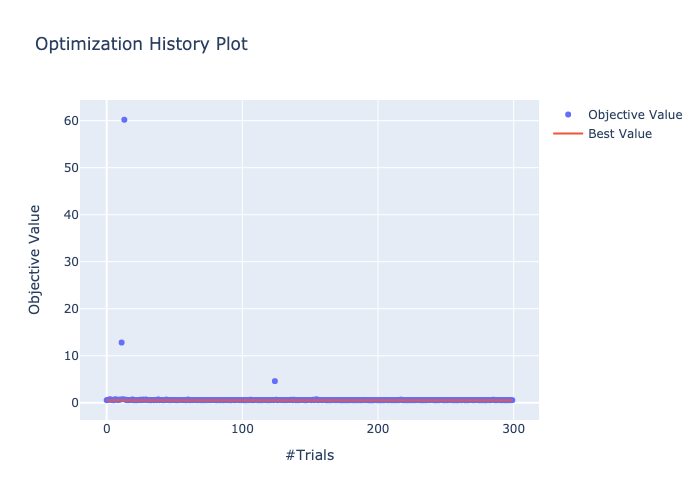 Optimization History Plot
Objective Value
Best Value
60
50
40
30
20
10
0
Objective Value
0
100
200
300
#Trials